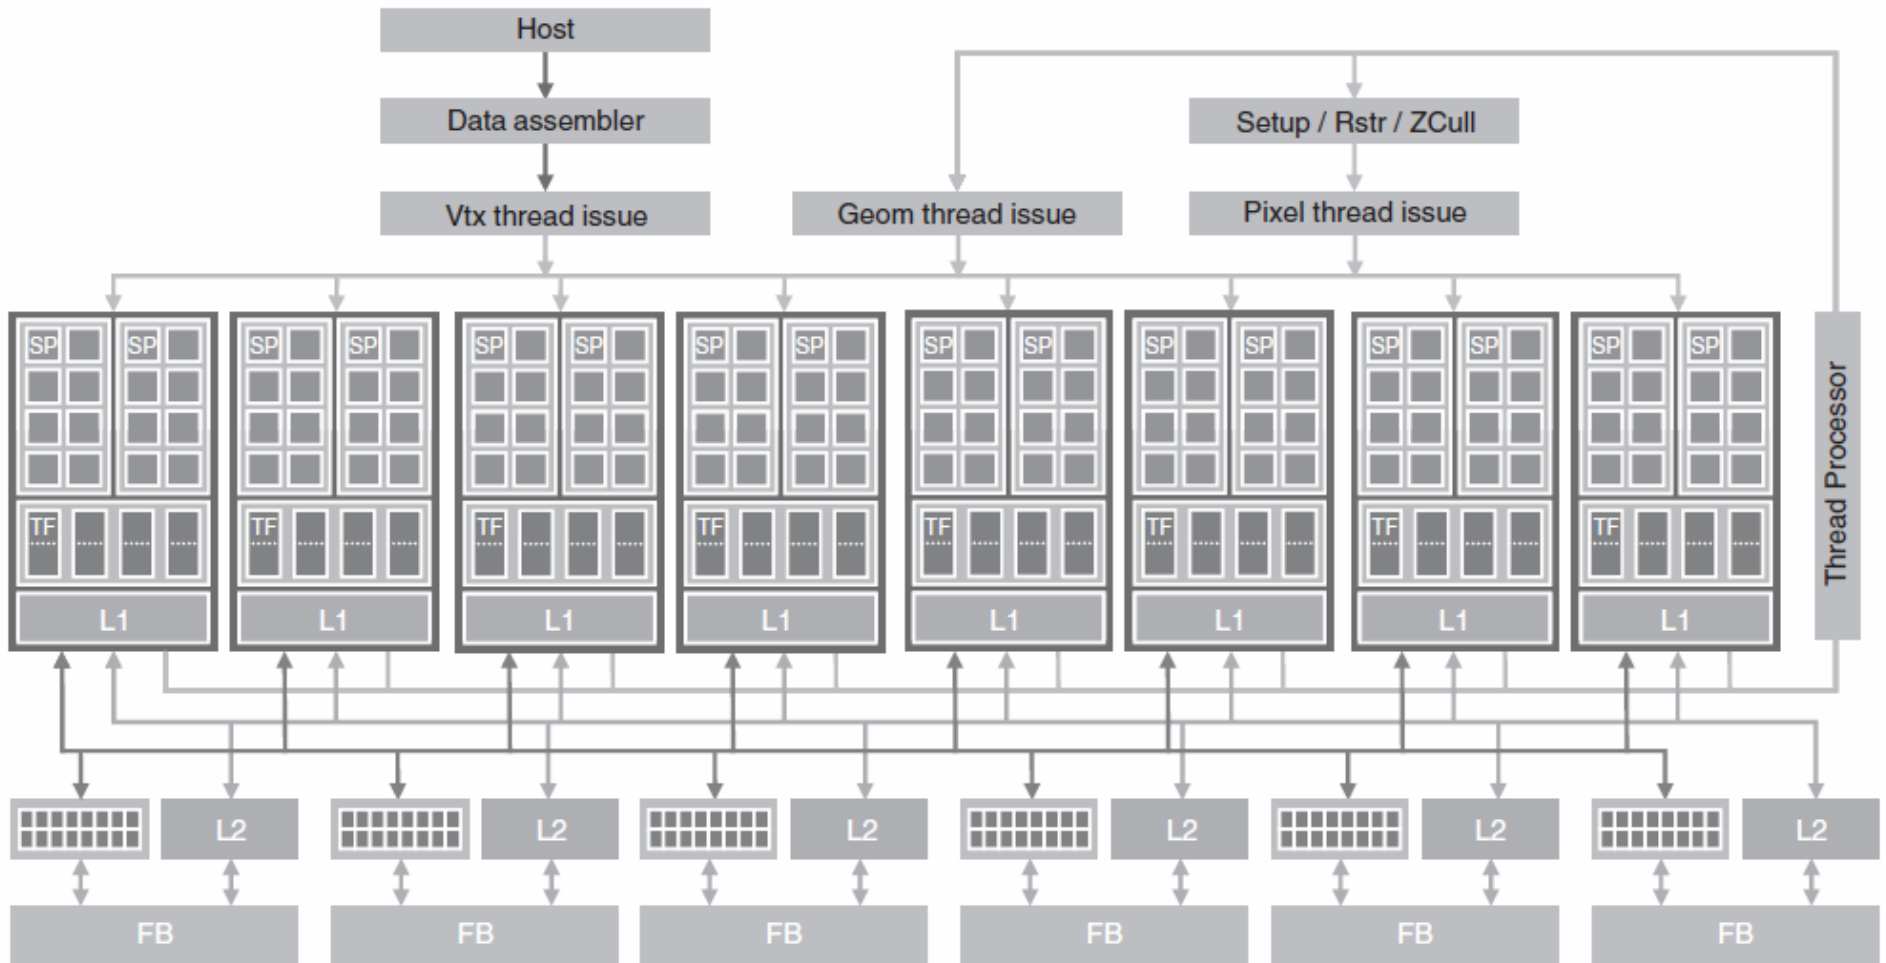 Host
Data assembler
Setup / Rstr / ZCull
Vtx thread issue
Geom thread issue
Pixel thread issue
SP SP SP SP SP SP SP SP SP SP SP SP SP SP SP SP
Thread Processor
TF TF TF TF TF TF TF TF
L1 L1 L1 L1 L1 L1 L1 L1
L2 L2 L2 L2 L2 L2
FB FB FB FB FB FB